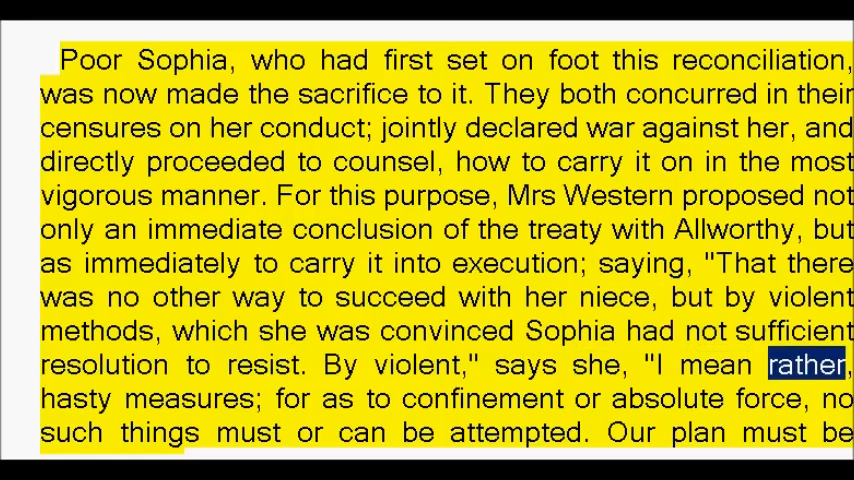 Poor Sophia, who had first set on foot this reconciliation,
was now made the sacrifice to it. They both concurred in their
censures on her conduct; jointly declared war against her, and
directly proceeded to counsel, how to carry it on in the most
vigorous manner. For this purpose, Mrs Western proposed not
only an immediate conclusion of the treaty with Allworthy, but
as immediately to carry it into execution; saying, "That there
was no other way to succeed with her niece, but by violent
methods, which she was convinced Sophia had not sufficient
resolution to resist. By violent," says she, "I mean rather,
hasty measures; for as to confinement or absolute force, no
such things must or can be attempted. Our plan must be